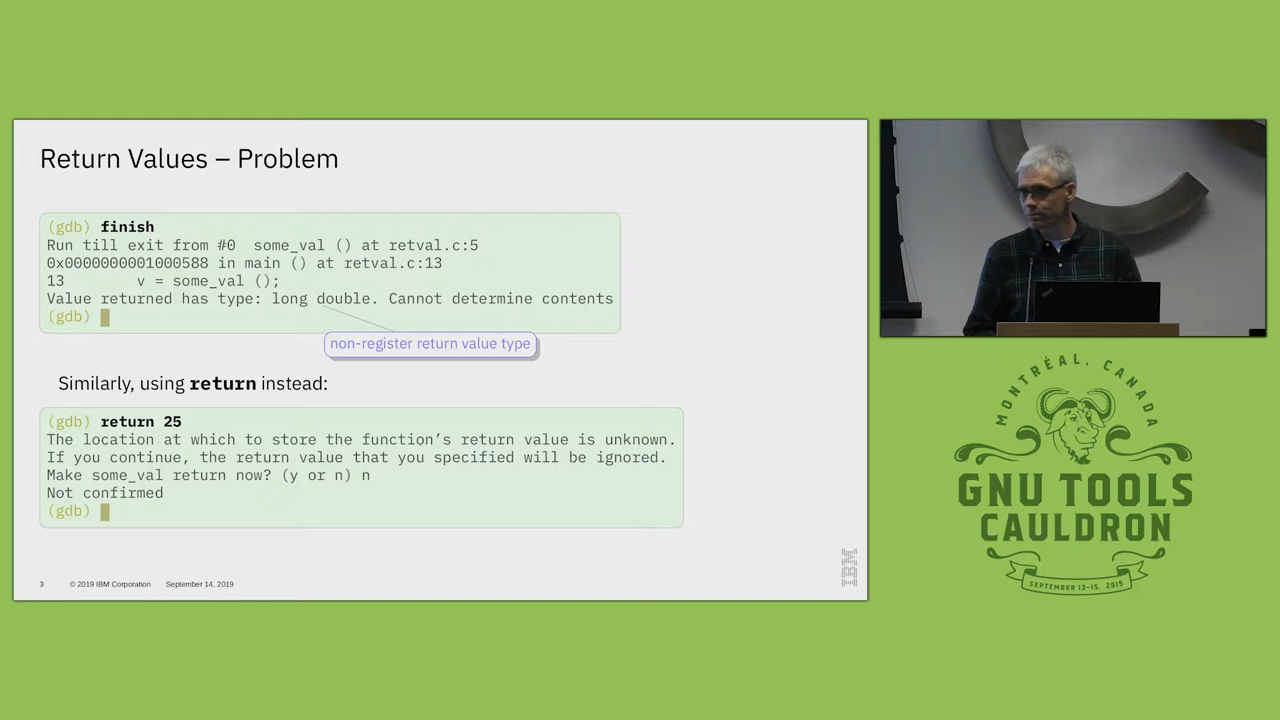 Return Values – Problem
(gdb) finish
Run till exit from #0  some_val () at retval.c:5
0x0000000001000588 in main () at retval.c:13
13        v = some_val ();
Value returned has type: long double. Cannot determine contents
(gdb)
non-register return value type
Similarly, using return instead:
(gdb) return 25
The location at which to store the function’s return value is unknown.
If you continue, the return value that you specified will be ignored.
Make some_val return now? (y or n) n
Not confirmed
(gdb)
3 © 2019 IBM Corporation September 14, 2019
IBM
MONTRÉAL, CANADA
GNU TOOLS
CAULDRON
SEPTEMBER 13-15, 2019